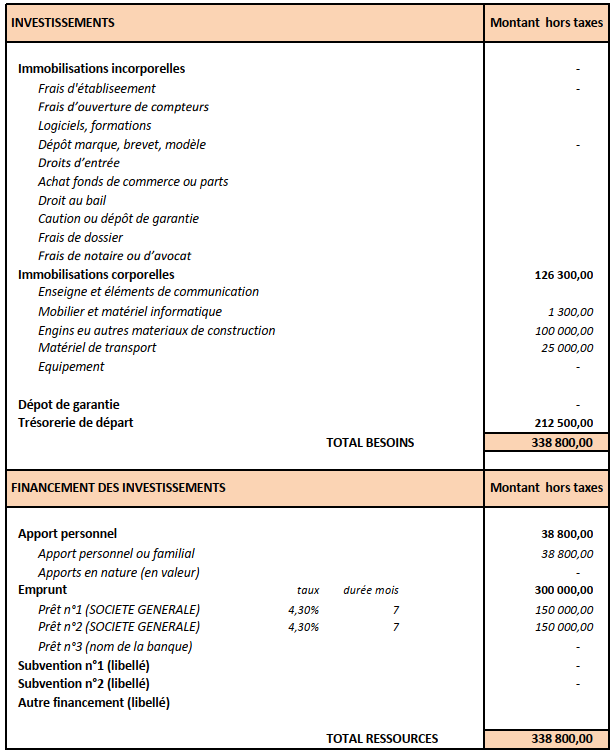 INVESTISSEMENTS Montant hors taxes
Immobilisations incorporelles -
Frais d'établiseement -
Frais d’ouverture de compteurs
Logiciels, formations
Dépôt marque, brevet, modèle -
Droits d’entrée
Achat fonds de commerce ou parts
Droit au bail
Caution ou dépôt de garantie
Frais de dossier
Frais de notaire ou d’avocat
Immobilisations corporelles 126 300,00
Enseigne et éléments de communication
Mobilier et matériel informatique 1 300,00
Engins eu autres materiaux de construction 100 000,00
Matériel de transport 25 000,00
Equipement -
Dépot de garantie -
Trésorerie de départ 212 500,00
TOTAL BESOINS 338 800,00
FINANCEMENT DES INVESTISSEMENTS Montant hors taxes
Apport personnel 38 800,00
Apport personnel ou familial 38 800,00
Apports en nature (en valeur) -
Emprunt taux durée mois 300 000,00
Prêt n°1 (SOCIETE GENERALE) 4,30% 7 150 000,00
Prêt n°2 (SOCIETE GENERALE) 4,30% 7 150 000,00
Prêt n°3 (nom de la banque) -
Subvention n°1 (libellé) -
Subvention n°2 (libellé) -
Autre financement (libellé)
TOTAL RESSOURCES 338 800,00